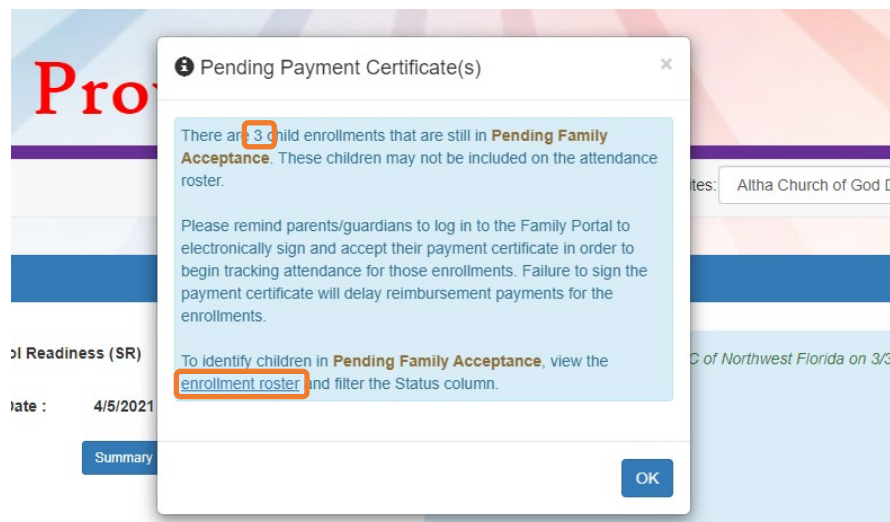 Prov
Pending Payment Certificate(s) ×
There are 3 child enrollments that are still in Pending Family
Acceptance. These children may not be included on the attendance
roster.
Please remind parents/guardians to log in to the Family Portal to
electronically sign and accept their payment certificate in order to
begin tracking attendance for those enrollments. Failure to sign the
payment certificate will delay reimbursement payments for the
enrollments.
To identify children in Pending Family Acceptance, view the
enrollment roster and filter the Status column.
OK
ites: Altha Church of God D
ol Readiness (SR)
C of Northwest Florida on 3/3
Date : 4/5/2021
Summary